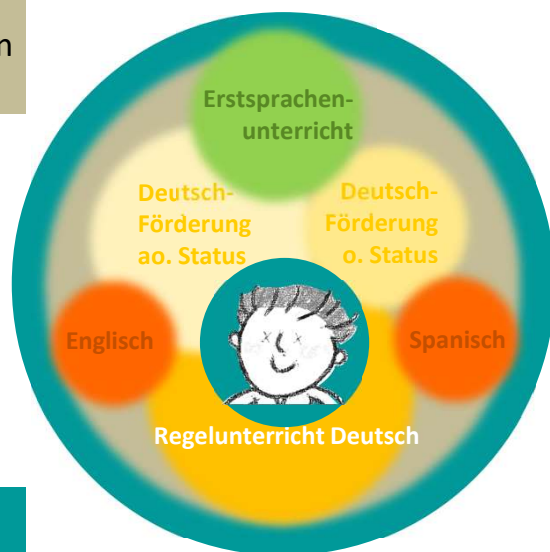 Erstsprachen-
unterricht
Deutsch-
Förderung
ao. Status
Deutsch-
Förderung
o. Status
Englisch
Spanisch
Regelunterricht Deutsch